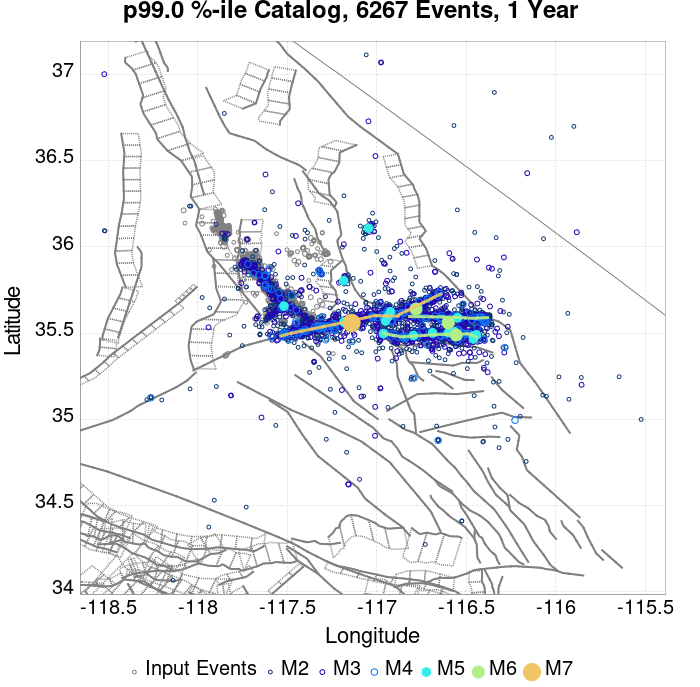 p99.0 %-ile Catalog, 6267 Events, 1 Year
37
36.5
36
35.5
35
34.5
34
Latitude
-118.5 -118 -117.5 -117 -116.5 -116 -115.5
Longitude
Input Events M2 M3 M4 M5 M6 M7